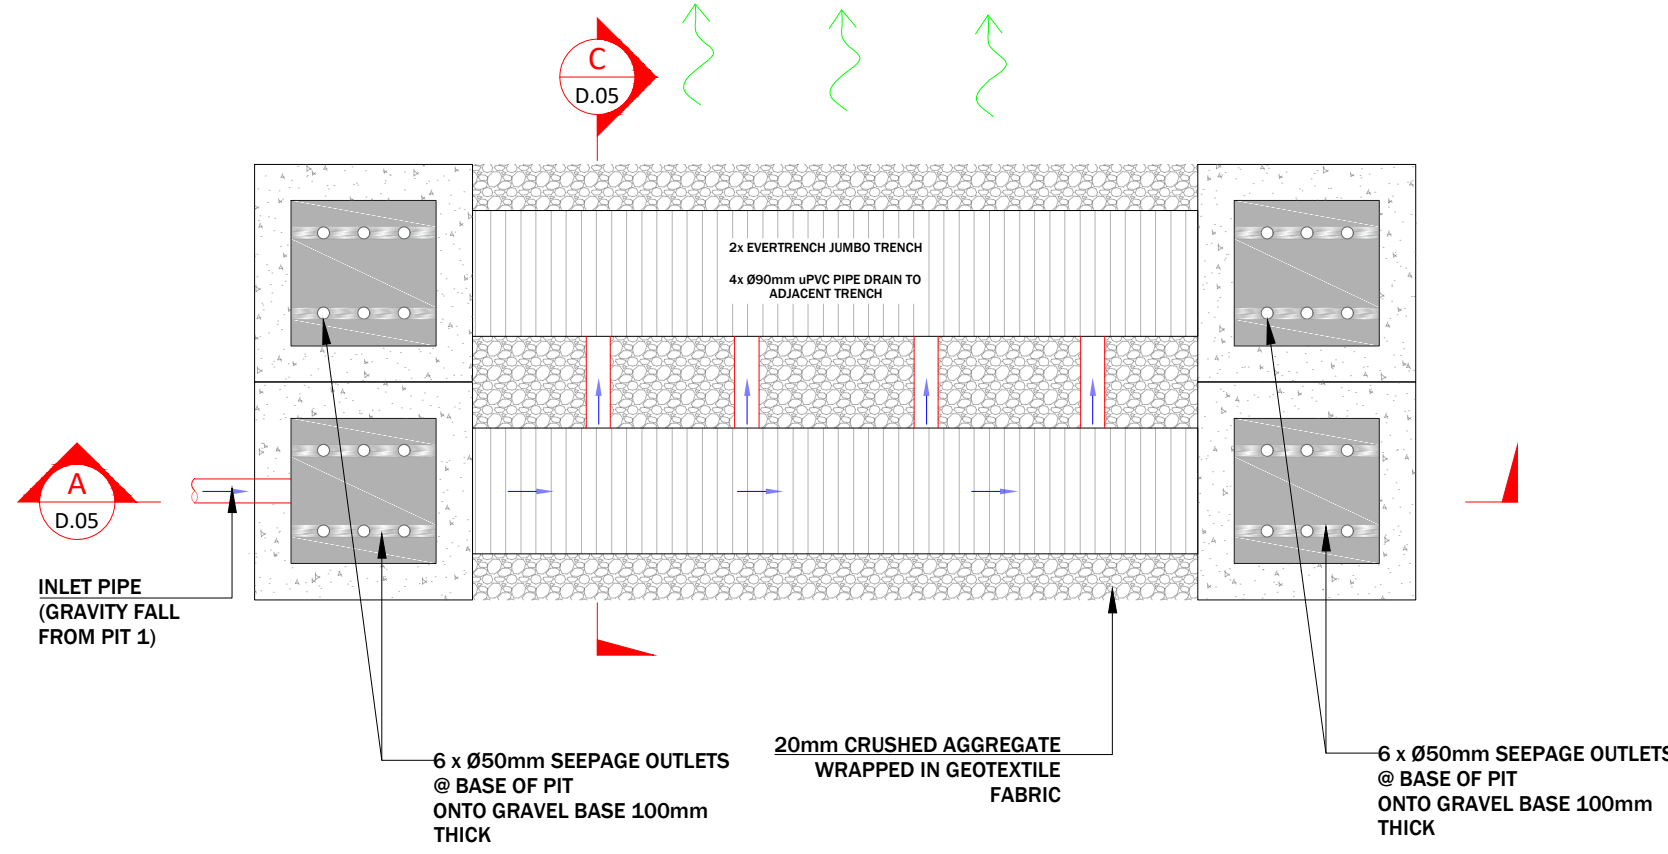 C
D.05
2x EVERTRENCH JUMBO TRENCH
4x Ø90mm uPVC PIPE DRAIN TO
ADJACENT TRENCH
A
D.05
INLET PIPE
(GRAVITY FALL
FROM PIT 1)
6 x Ø50mm SEEPAGE OUTLETS
@ BASE OF PIT
ONTO GRAVEL BASE 100mm
THICK
20mm CRUSHED AGGREGATE
WRAPPED IN GEOTEXTILE
FABRIC
6 x Ø50mm SEEPAGE OUTLETS
@ BASE OF PIT
ONTO GRAVEL BASE 100mm
THICK